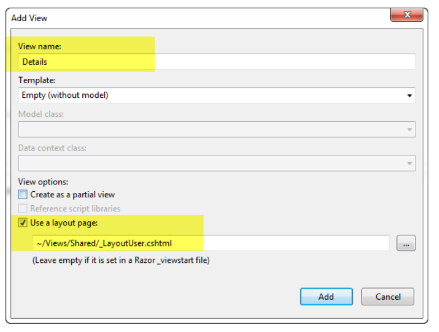 Add View
View name:
Details
Template:
Empty (without model)
Model class:
Data context class:
View options:
Create as a partial view
Reference script libraries
Use a layout page:
~/Views/Shared/_LayoutUser.cshtml
...
(Leave empty if it is set in a Razor _viewstart file)
Add Cancel